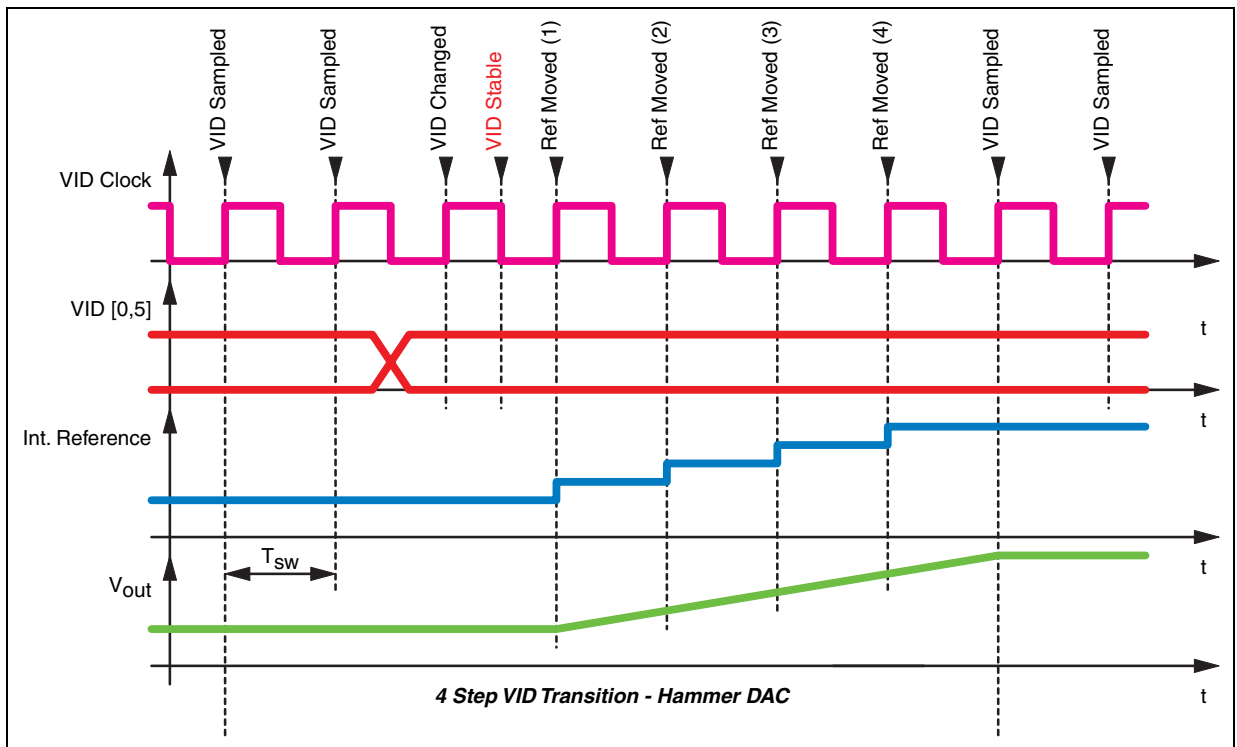 VID Sampled
VID Sampled
VID Changed
VID Stable
Ref Moved (1)
Ref Moved (2)
Ref Moved (3)
Ref Moved (4)
VID Sampled
VID Sampled
VID Clock
VID [0,5]
t
Int. Reference
t
Tsw
Vout
t
4 Step VID Transition - Hammer DAC
t